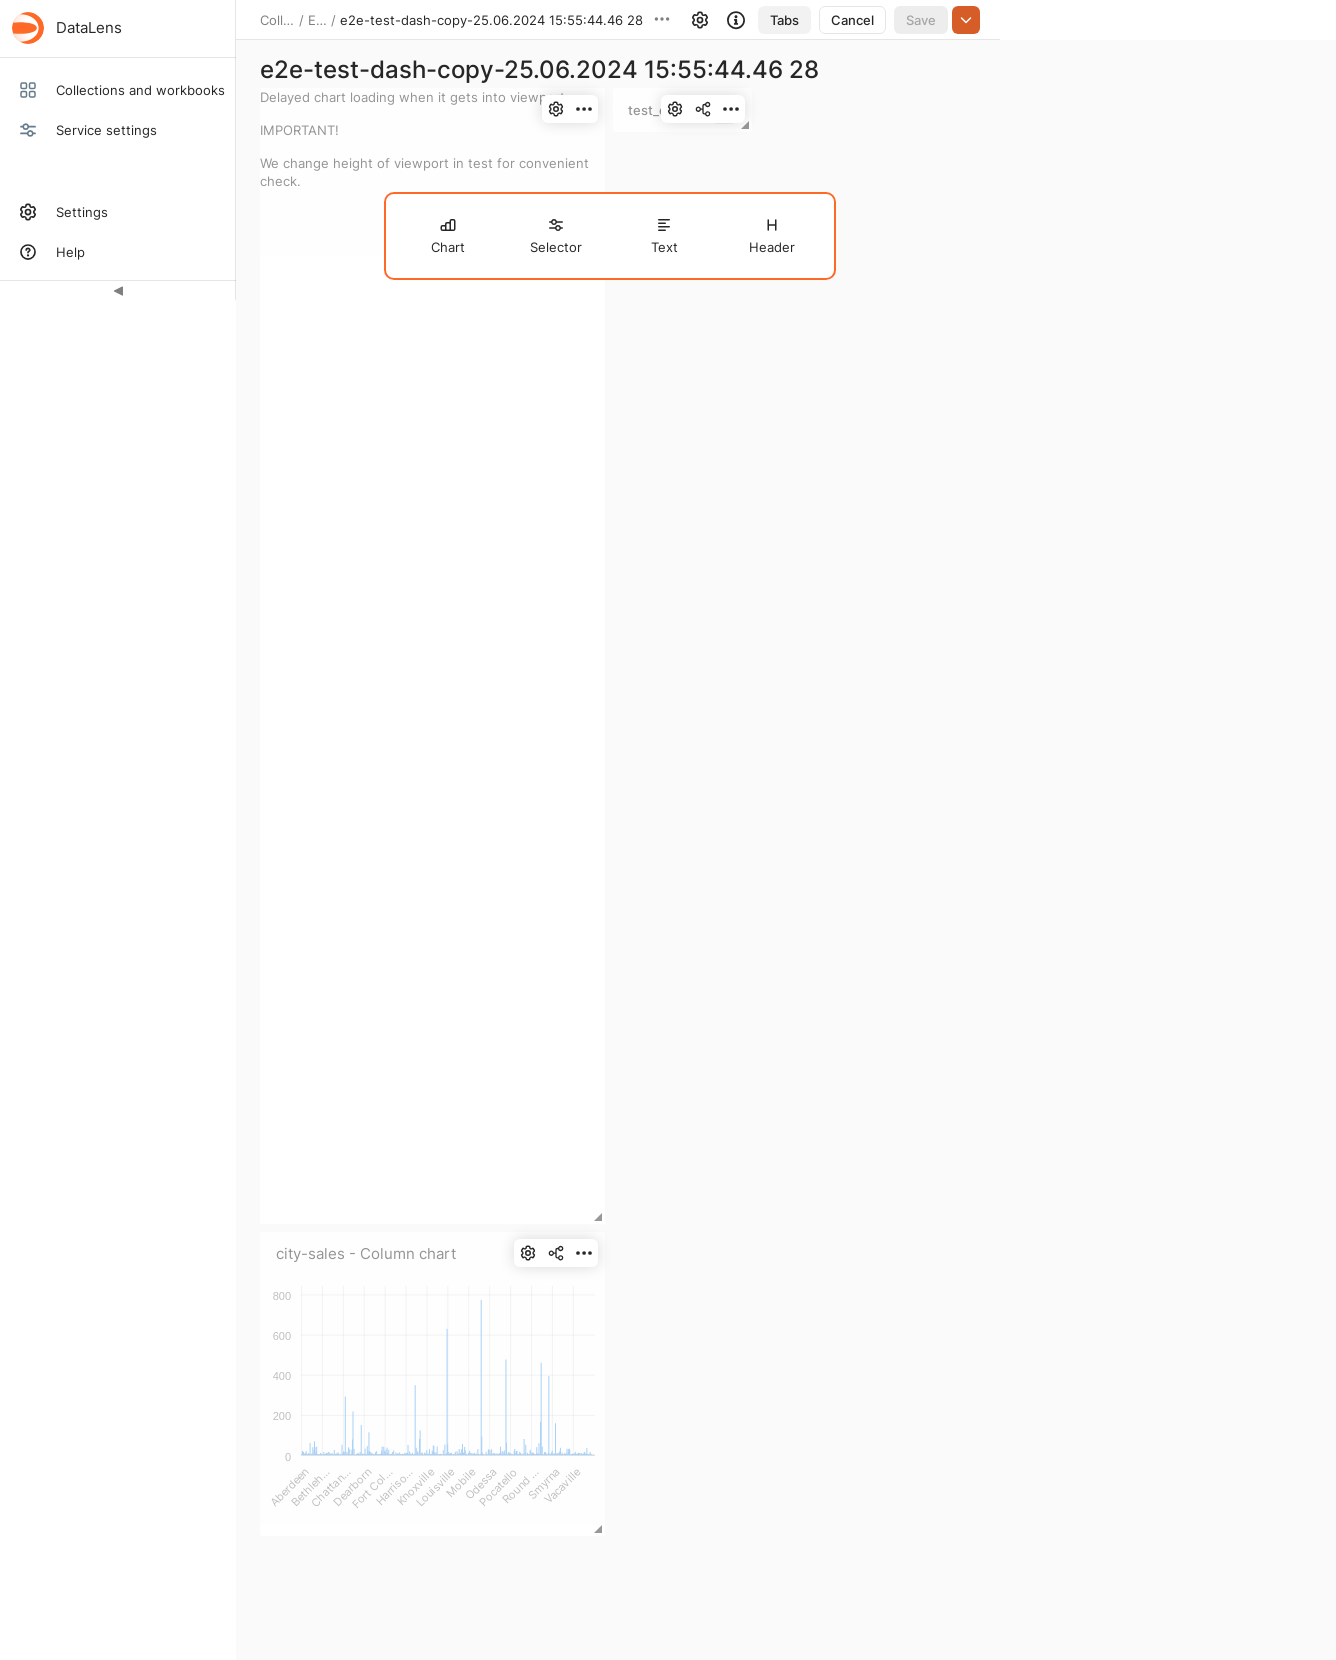 DataLens
Collections and workbooks
Service settings
Settings
Help
Coll... / E... / e2e-test-dash-copy-25.06.2024 15:55:44.46 28
Tabs
Cancel
Save
e2e-test-dash-copy-25.06.2024 15:55:44.46 28
Delayed chart loading when it gets into
IMPORTANT!
We change height of viewport in test for convenient
check.
Chart
Selector
Text
Header
city-sales - Column chart
800
600
400
200
0
Aberdeen
Bethleh...
Chattan...
Dearborn
Fort Col...
Harriso...
Knoxville
Louisville
Mobile
Odessa
Pocatello
Round ...
Smyrna
Vacaville